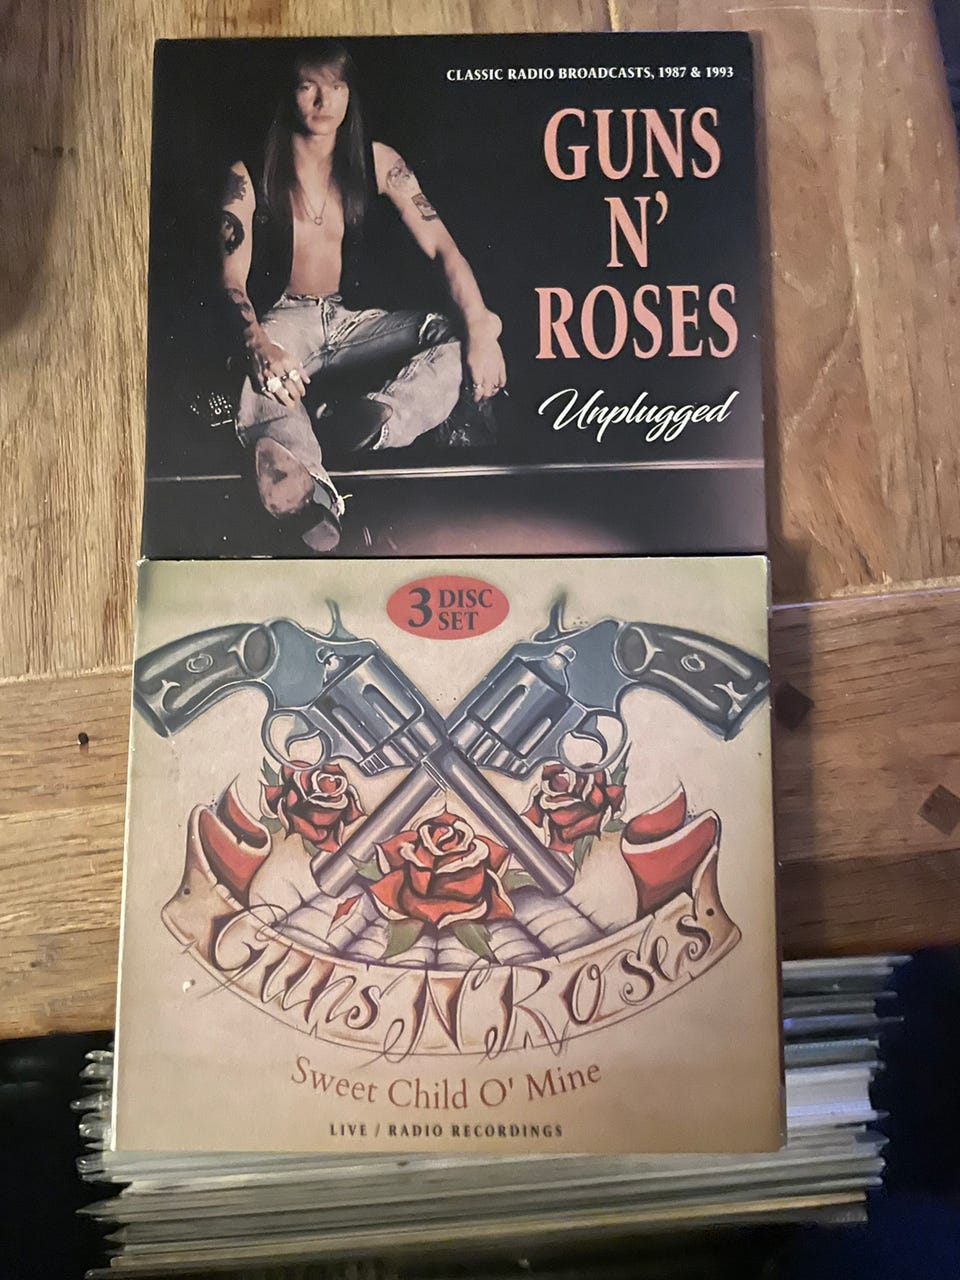 CLASSIC RADIO BROADCASTS, 1987 & 1993
GUNS
N'
ROSES
Unplugged
3 DISC
SET
Guns N' Roses
Sweet Child O' Mine
LIVE / RADIO RECORDINGS